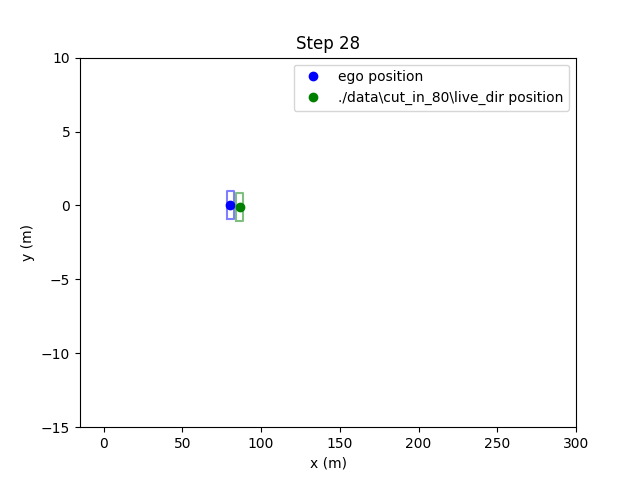 Step 28
ego position
./data\cut_in_80\live_dir position
10
5
0
−5
−10
−15
y (m)
0 50 100 150 200 250 300
x (m)